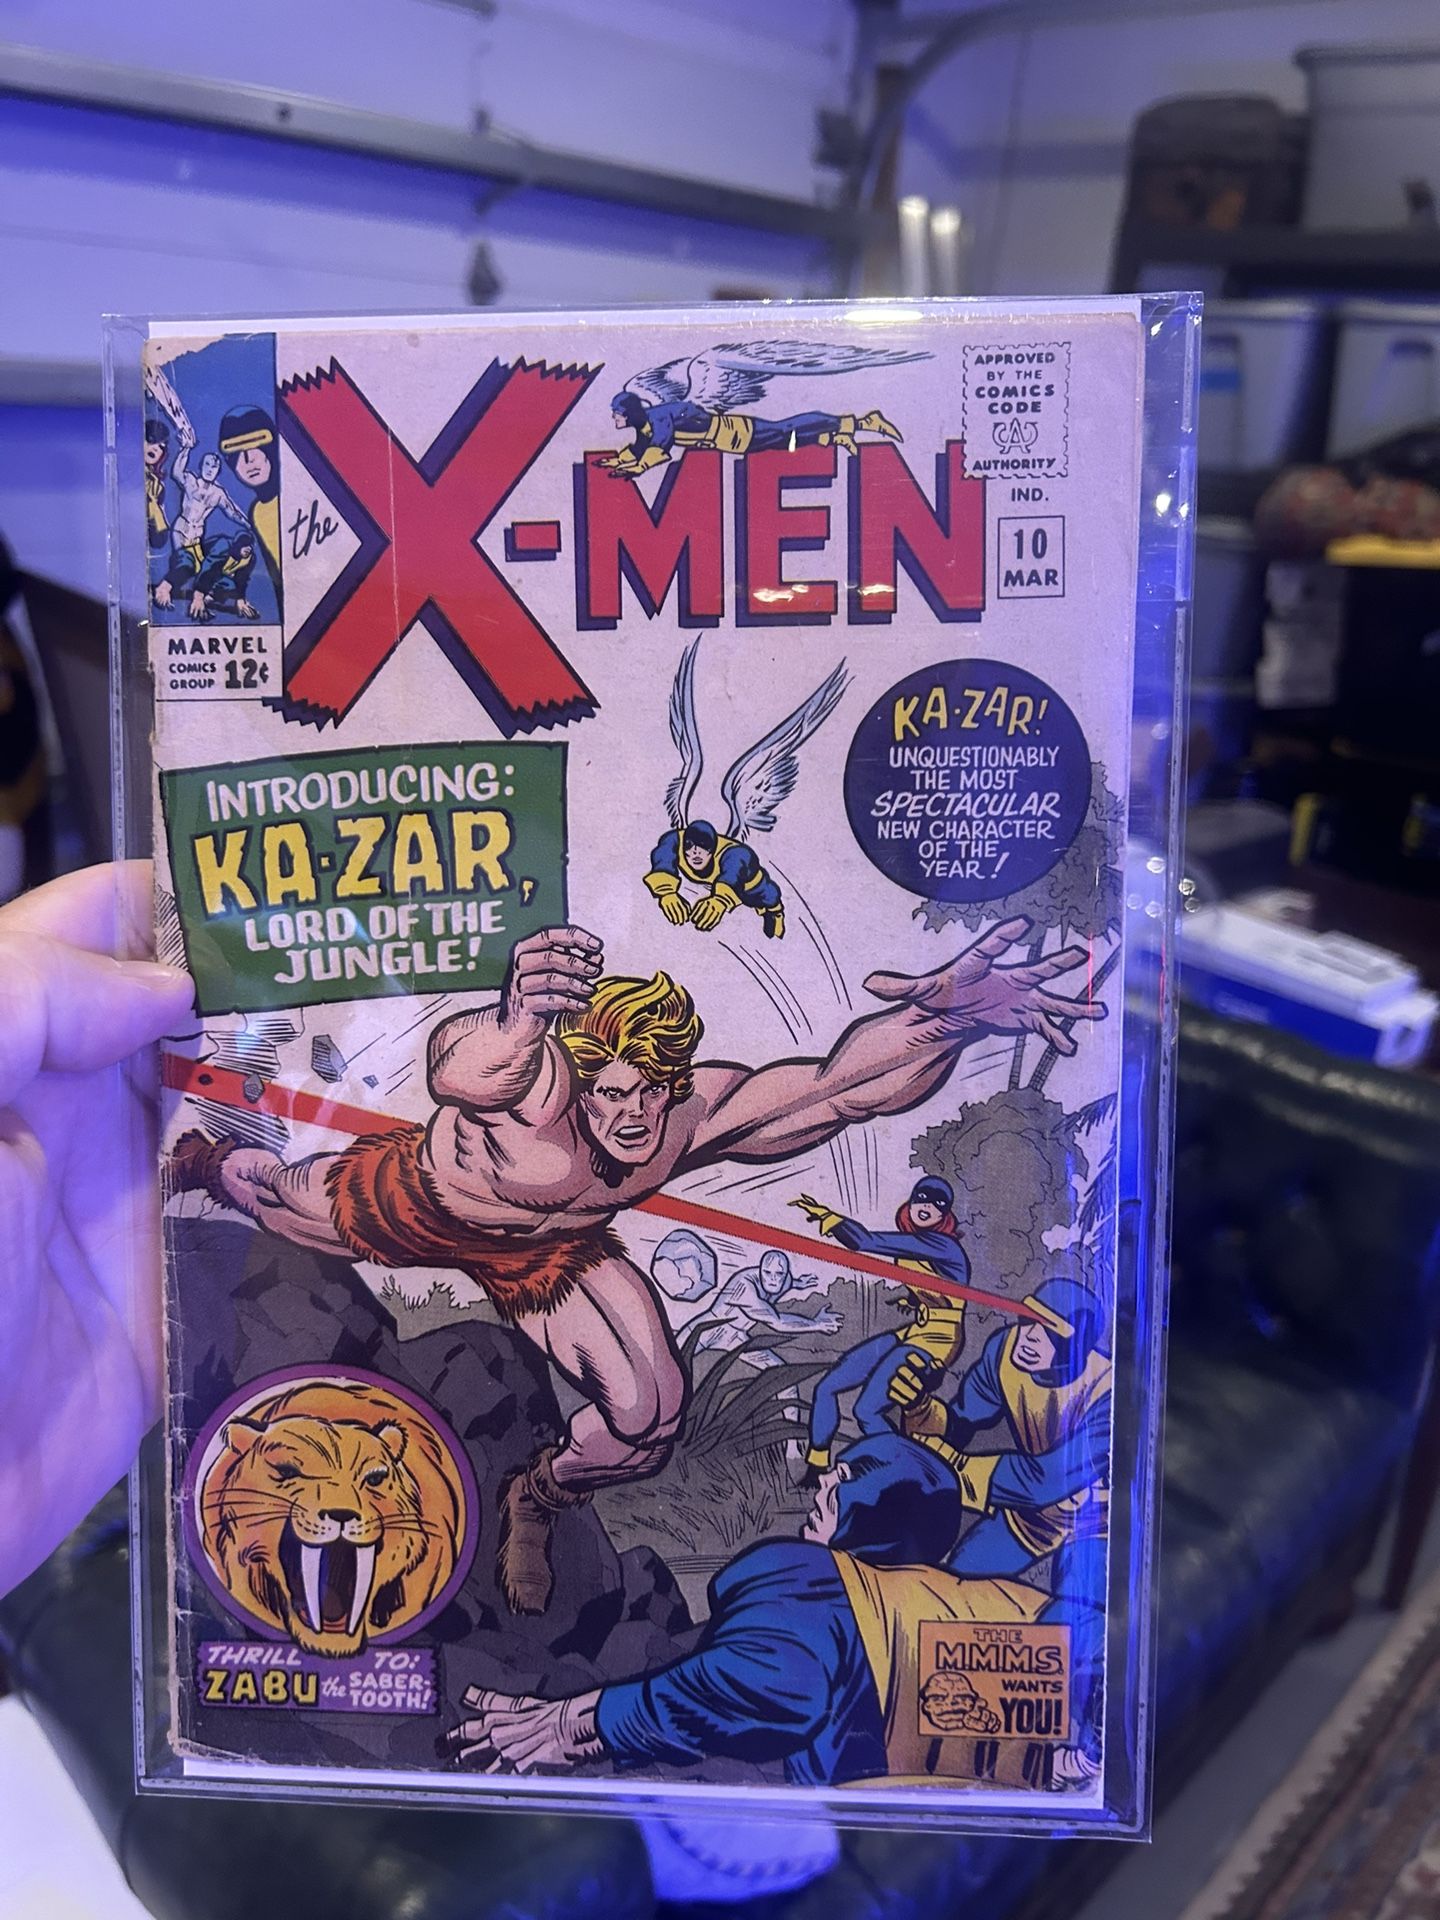 the X-MEN
APPROVED
BY THE
COMICS
CODE
CA
AUTHORITY
IND.
10
MAR
MARVEL
COMICS
GROUP 12¢
INTRODUCING:
KA-ZAR,
LORD OF THE
JUNGLE!
KA-ZAR!
UNQUESTIONABLY
THE MOST
SPECTACULAR
NEW CHARACTER
OF THE
YEAR!
THRILL TO:
ZABU the SABER-
TOOTH!
THE
M.M.M.S.
WANTS
YOU!